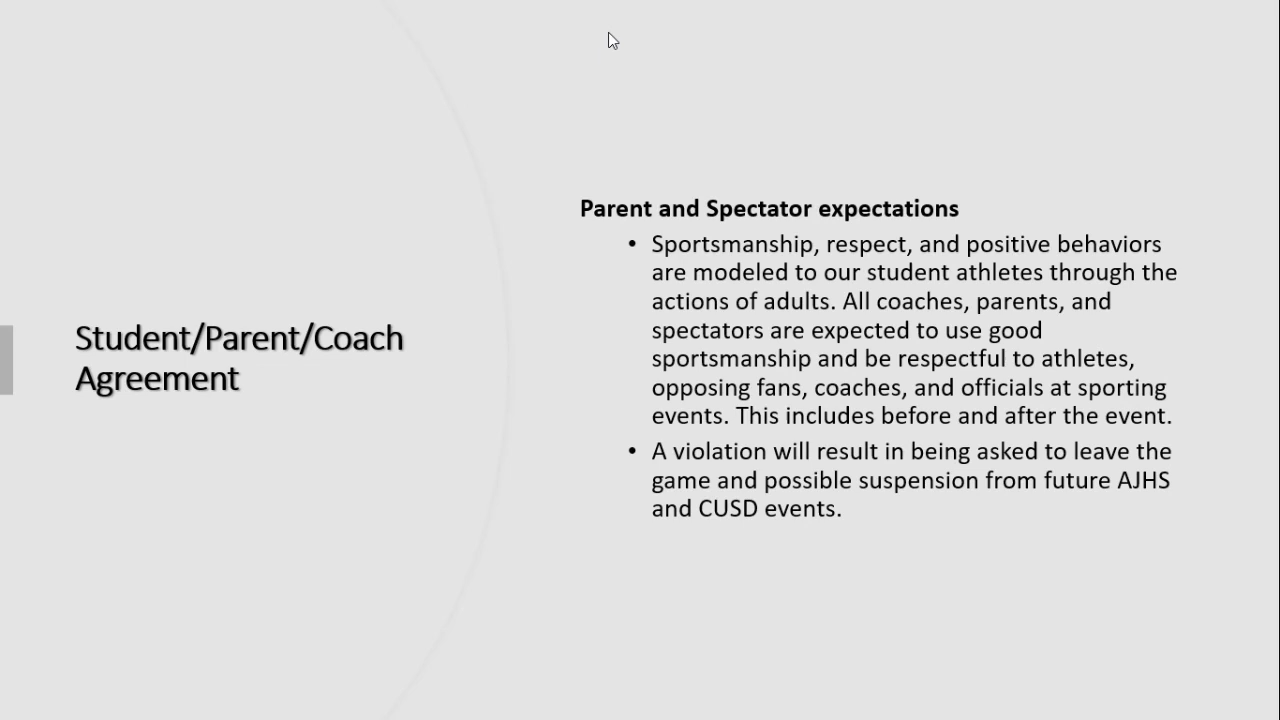 Student/Parent/Coach
Agreement
Parent and Spectator expectations
• Sportsmanship, respect, and positive behaviors
are modeled to our student athletes through the
actions of adults. All coaches, parents, and
spectators are expected to use good
sportsmanship and be respectful to athletes,
opposing fans, coaches, and officials at sporting
events. This includes before and after the event.
• A violation will result in being asked to leave the
game and possible suspension from future AJHS
and CUSD events.